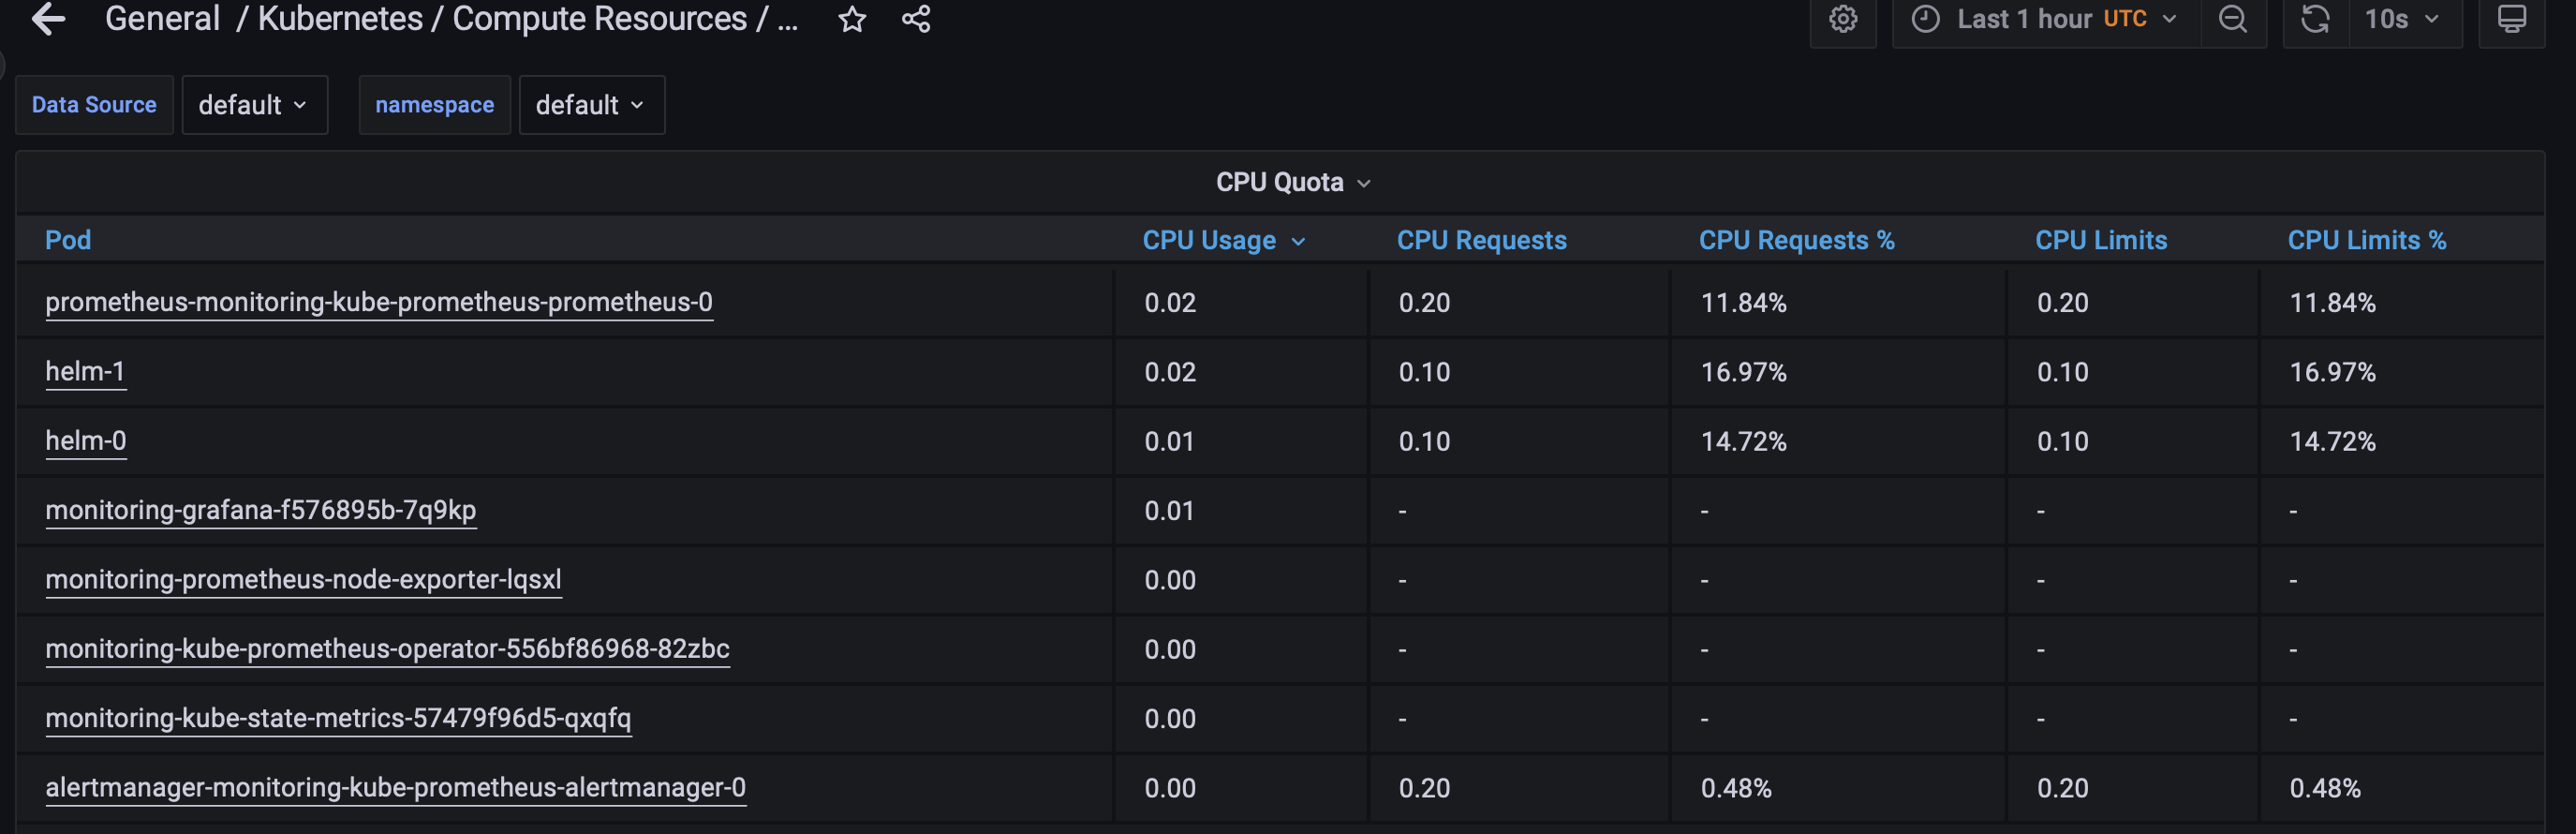 General / Kubernetes / Compute Resources / ... Last 1 hour UTC 10s
Data Source default namespace default
CPU Quota
Pod CPU Usage CPU Requests CPU Requests % CPU Limits CPU Limits %
prometheus-monitoring-kube-prometheus-prometheus-0 0.02 0.20 11.84% 0.20 11.84%
helm-1 0.02 0.10 16.97% 0.10 16.97%
helm-0 0.01 0.10 14.72% 0.10 14.72%
monitoring-grafana-f576895b-7q9kp 0.01 - - - -
monitoring-prometheus-node-exporter-lqsxl 0.00 - - - -
monitoring-kube-prometheus-operator-556bf86968-82zbc 0.00 - - - -
monitoring-kube-state-metrics-57479f96d5-qxqfq 0.00 - - - -
alertmanager-monitoring-kube-prometheus-alertmanager-0 0.00 0.20 0.48% 0.20 0.48%